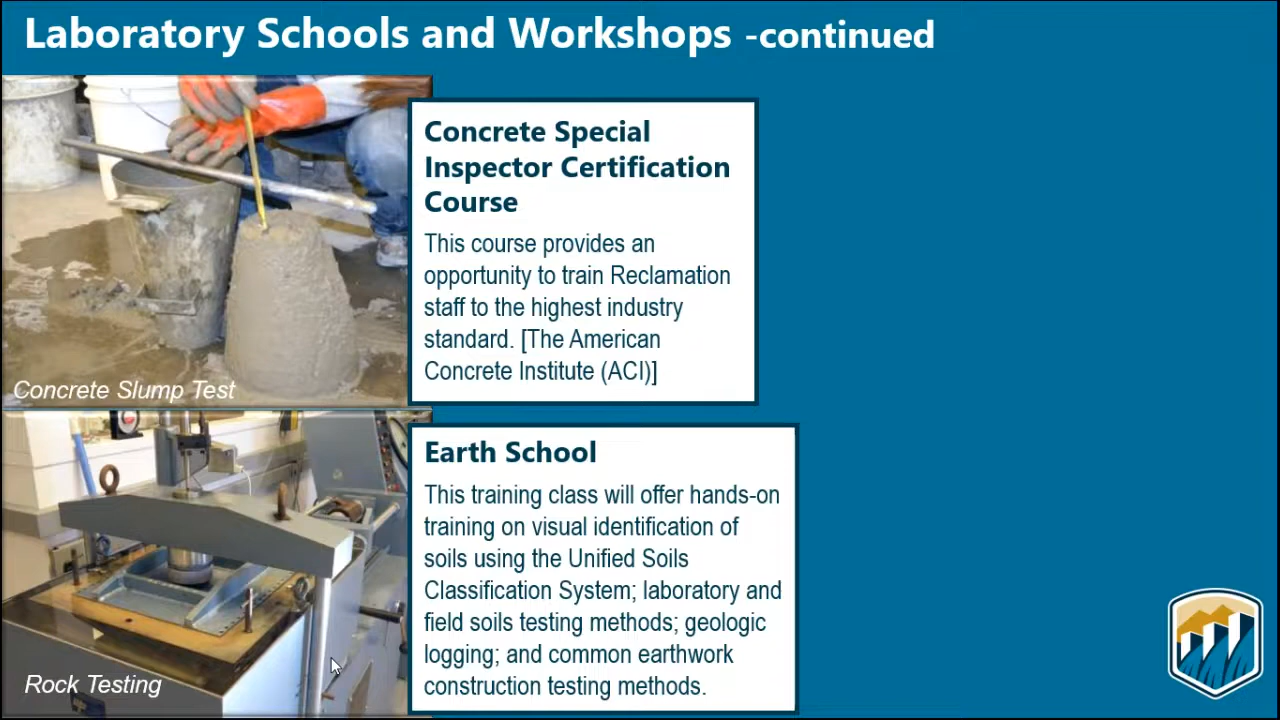 Laboratory Schools and Workshops -continued
Concrete Special
Inspector Certification
Course
This course provides an
opportunity to train Reclamation
staff to the highest industry
standard. [The American
Concrete Institute (ACI)]
Concrete Slump Test
Earth School
This training class will offer hands-on
training on visual identification of
soils using the Unified Soils
Classification System; laboratory and
field soils testing methods; geologic
logging; and common earthwork
construction testing methods.
Rock Testing